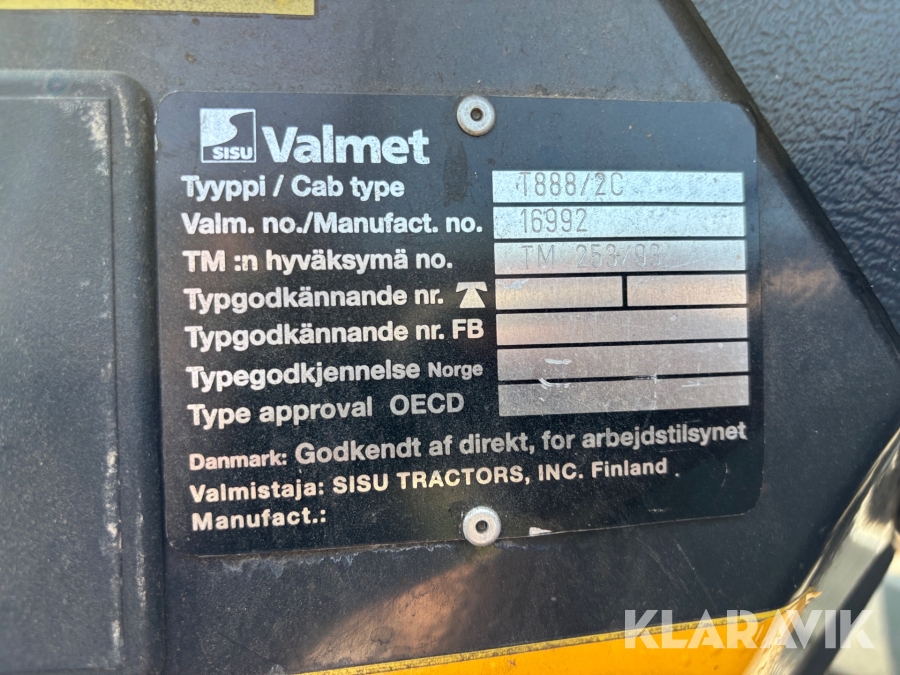 SISU Valmet
Tyyppi / Cab type T888/2C
Valm. no./Manufact. no. 16992
TM :n hyväksymä no. TM
Typgodkännande nr.
Typgodkännande nr. FB
Typegodkjennelse Norge
Type approval OECD
Danmark: Godkendt af direkt, for arbejdstilsynet
Valmistaja: SISU TRACTORS, INC. Finland .
Manufact.:
KLARAVIK